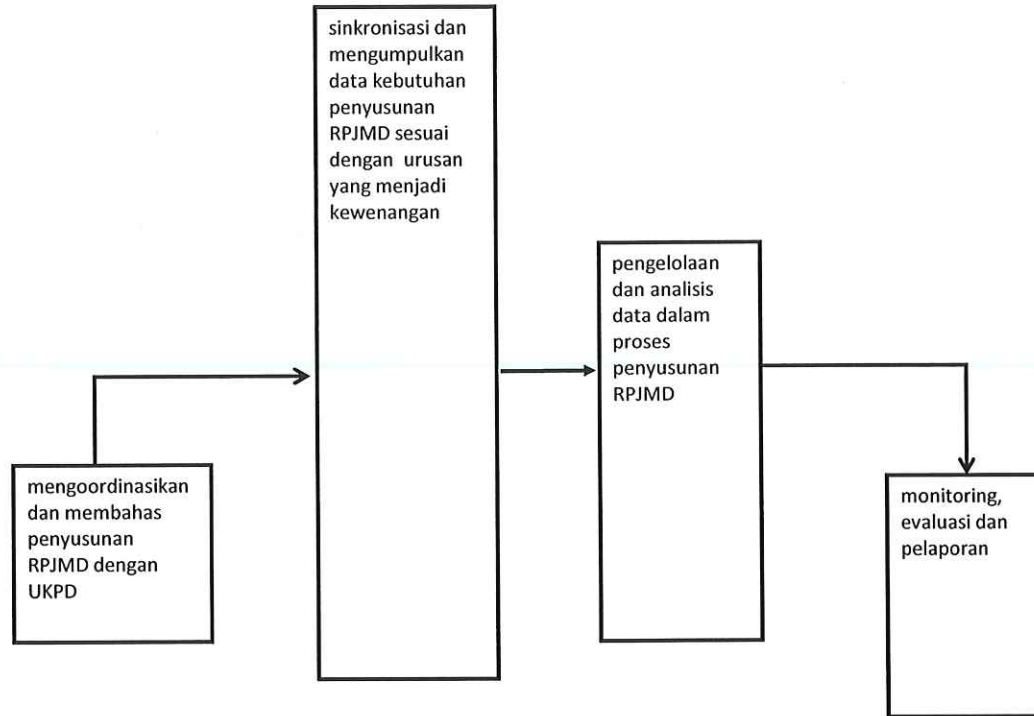 sinkronisasi dan
mengumpulkan
data kebutuhan
penyusunan
RPJMD sesuai
dengan urusan
yang menjadi
kewenangan
pengelolaan
dan analisis
data dalam
proses
penyusunan
RPJMD
mengoordinasikan
dan membahas
penyusunan
RPJMD dengan
UKPD
monitoring,
evaluasi dan
pelaporan